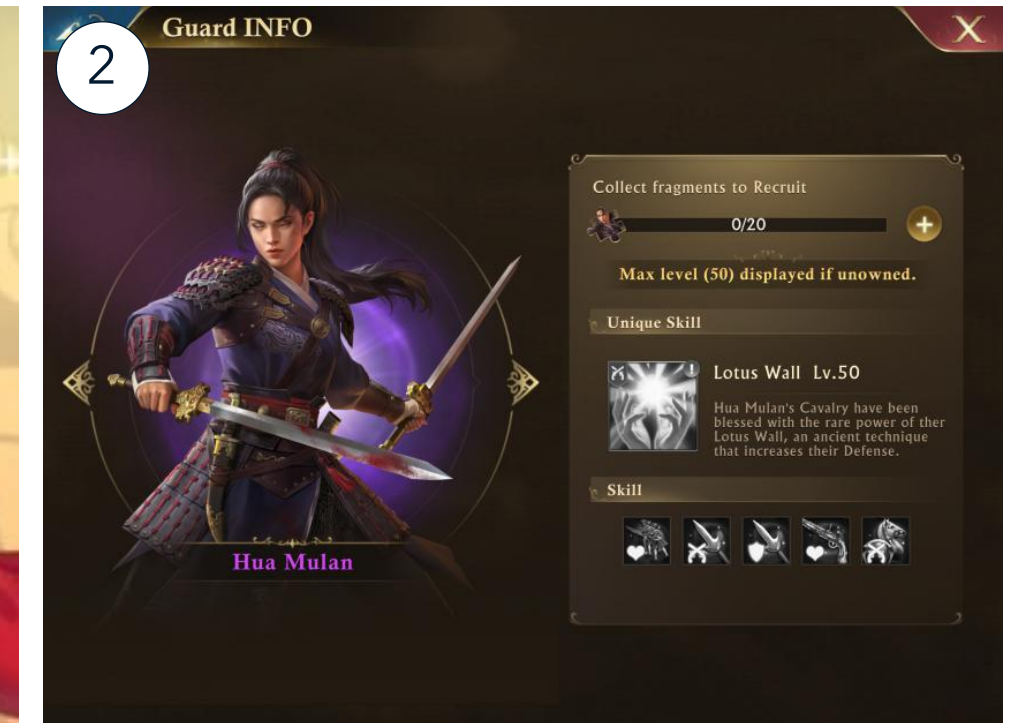 2
Guard INFO
X
Collect fragments to Recruit
0/20
+
Max level (50) displayed if unowned.
Unique Skill
!
Lotus Wall Lv.50
Hua Mulan's Cavalry have been
blessed with the rare power of ther
Lotus Wall, an ancient technique
that increases their Defense.
Skill
Hua Mulan